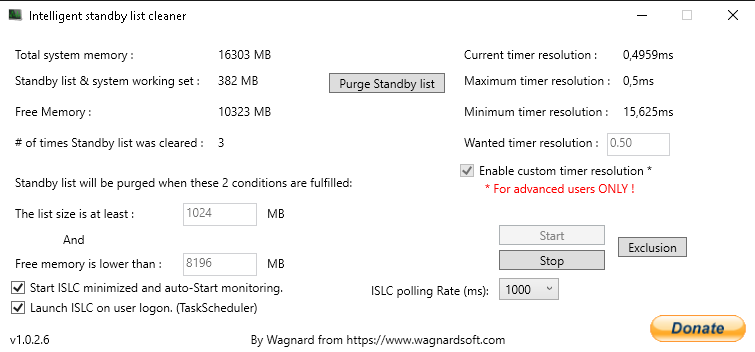 Intelligent standby list cleaner
Total system memory : 16303 MB
Current timer resolution : 0,4959ms
Standby list & system working set : 382 MB
Purge Standby list
Maximum timer resolution : 0,5ms
Free Memory : 10323 MB
Minimum timer resolution : 15,625ms
# of times Standby list was cleared : 3
Wanted timer resolution : 0.50
Enable custom timer resolution *
* For advanced users ONLY !
Standby list will be purged when these 2 conditions are fulfilled:
The list size is at least : 1024 MB
And
Free memory is lower than : 8196 MB
Start
Stop
Exclusion
Start ISLC minimized and auto-Start monitoring.
ISLC polling Rate (ms): 1000
Launch ISLC on user logon. (TaskScheduler)
v1.0.2.6
By Wagnard from https://www.wagnardsoft.com
Donate